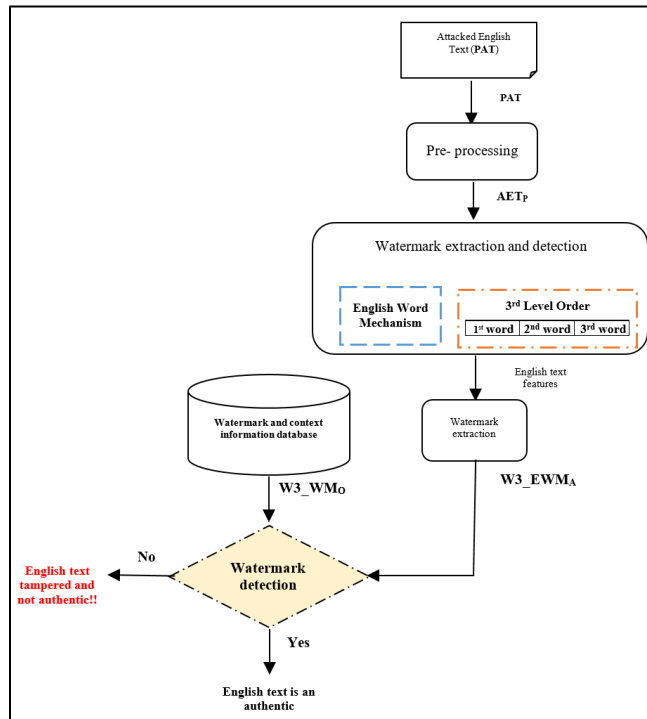 Attacked English
Text (PAT)
PAT
Pre- processing
AETP
Watermark extraction and detection
English Word
Mechanism
3rd Level Order
1st word 2nd word 3rd word
English text
features
Watermark and context
information database
Watermark
extraction
W3_WMO
W3_EWMA
No
Watermark
detection
English text
tampered and
not authentic!!
Yes
English text is an
authentic